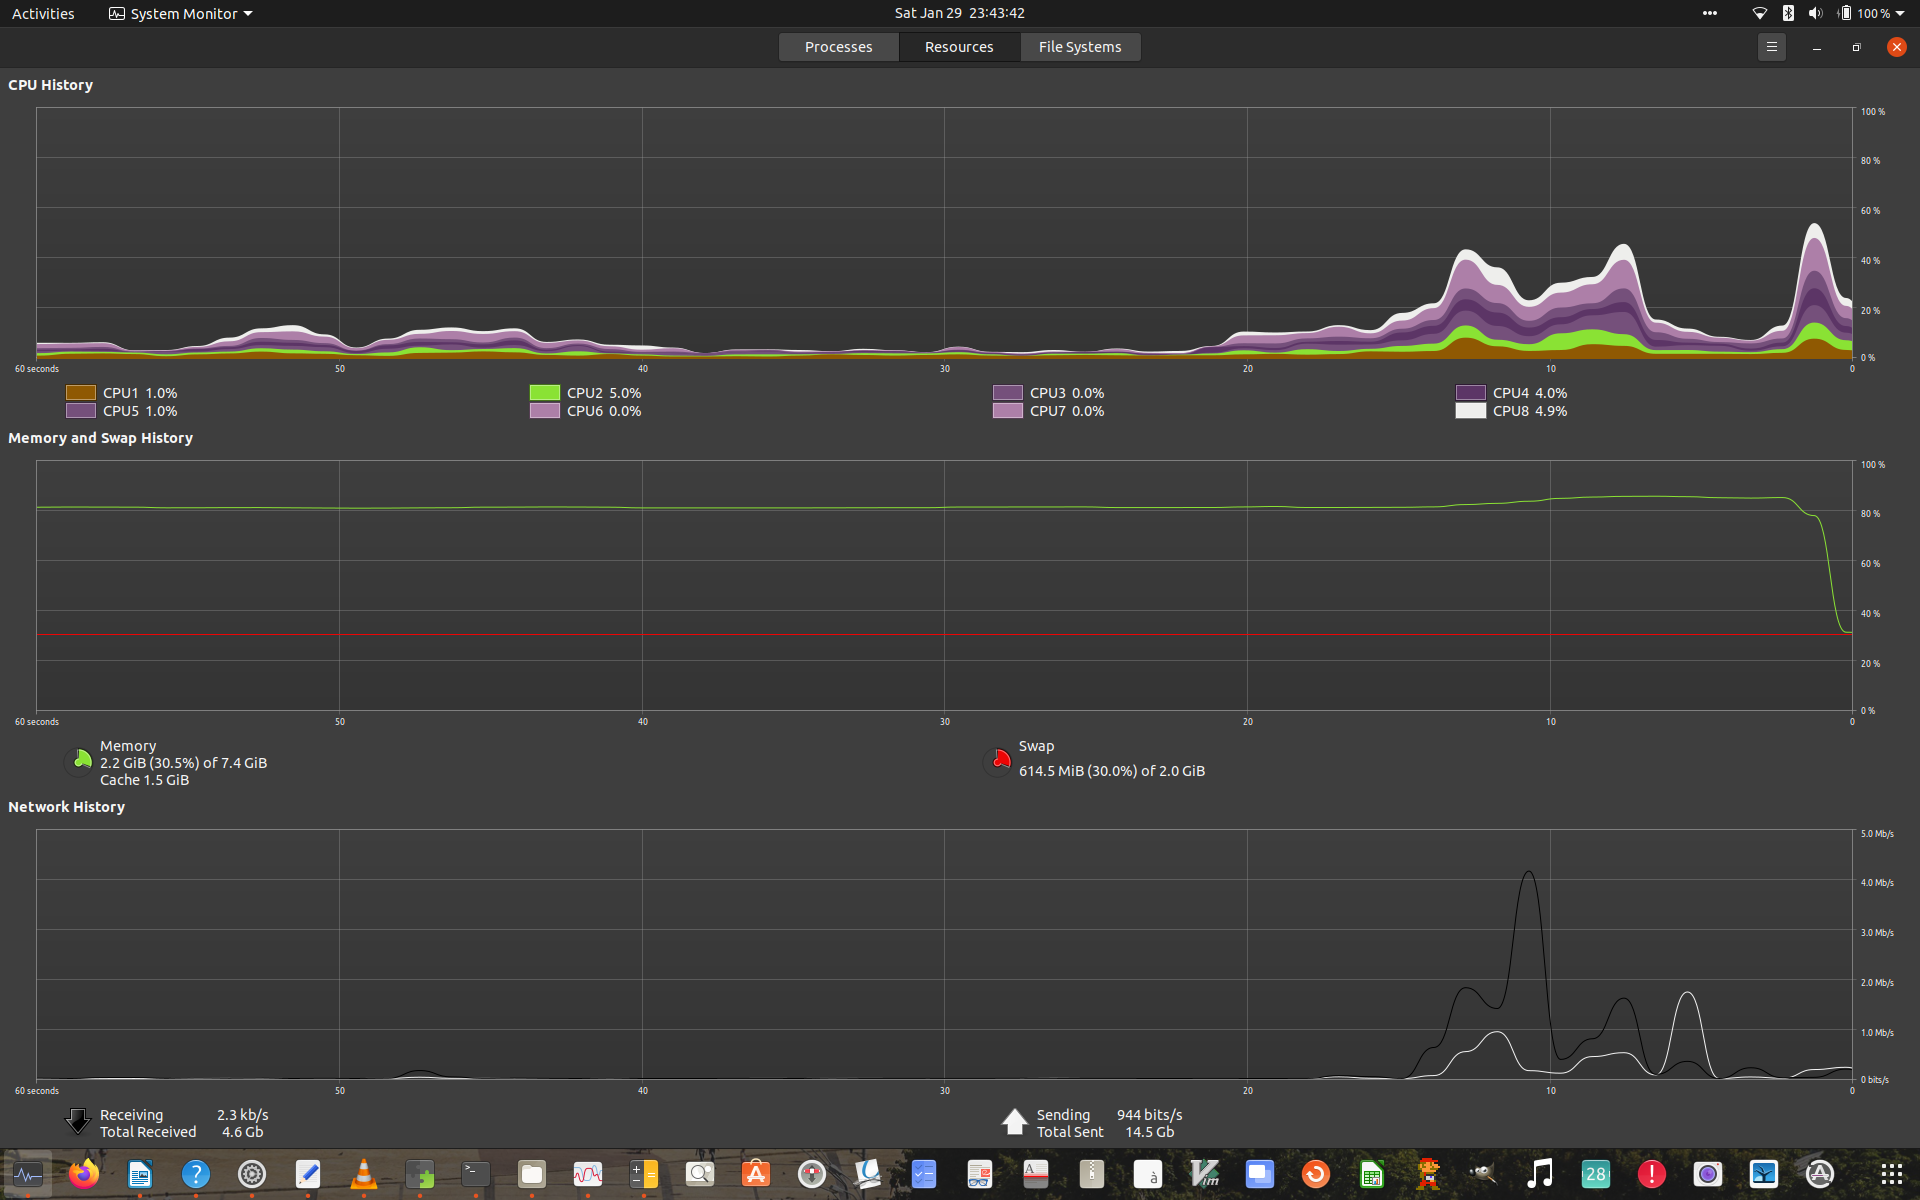 Activities
System Monitor
Sat Jan 29 23:43:42
100 %
Processes
Resources
File Systems
CPU History
100 %
80 %
60 %
40 %
20 %
0 %
60 seconds 50 40 30 20 10 0
CPU1 1.0% CPU2 5.0% CPU3 0.0% CPU4 4.0%
CPU5 1.0% CPU6 0.0% CPU7 0.0% CPU8 4.9%
Memory and Swap History
100 %
80 %
60 %
40 %
20 %
0 %
60 seconds 50 40 30 20 10 0
Memory
2.2 GiB (30.5%) of 7.4 GiB
Cache 1.5 GiB
Swap
614.5 MiB (30.0%) of 2.0 GiB
Network History
5.0 Mb/s
4.0 Mb/s
3.0 Mb/s
2.0 Mb/s
1.0 Mb/s
0 bits/s
60 seconds 50 40 30 20 10 0
Receiving 2.3 kb/s
Total Received 4.6 Gb
Sending 944 bits/s
Total Sent 14.5 Gb
?
>_
A
à
Vim
28
!